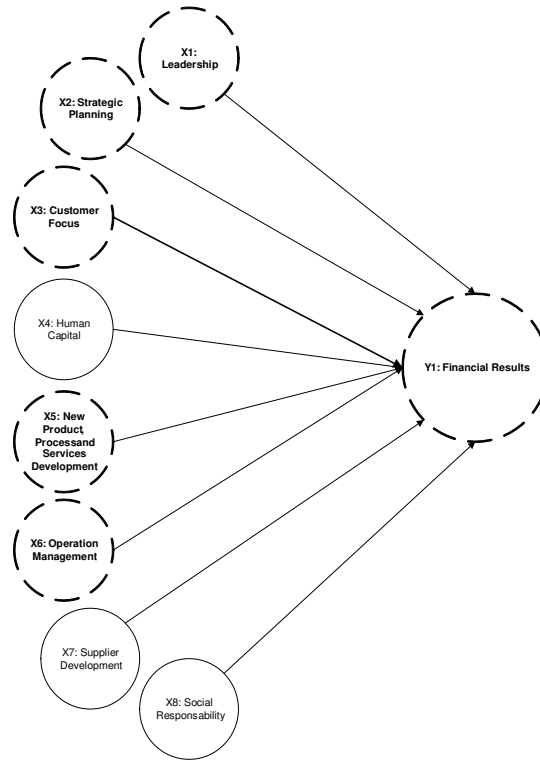 X1:
Leadership
X2: Strategic
Planning
X3: Customer
Focus
X4: Human
Capital
Y1: Financial Results
X5: New
Product,
Processand
Services
Development
X6: Operation
Management
X7: Supplier
Development
X8: Social
Responsability